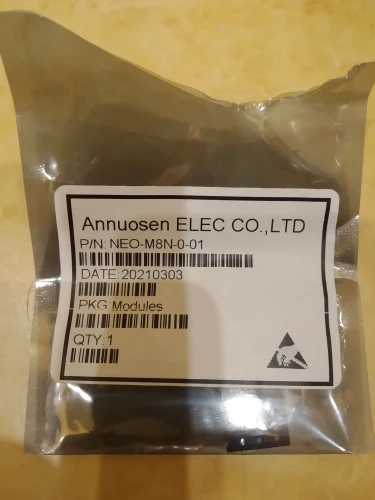 Annuosen ELEC CO.,LTD
P/N:NEO-M8N-0-01
DATE:20210303
PKG:Modules
QTY:1